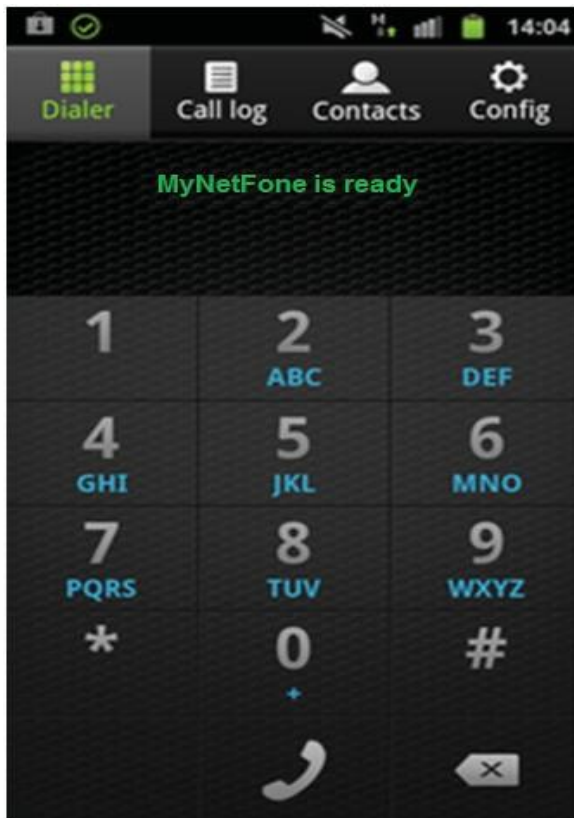 14:04
Dialer Call log Contacts Config
MyNetFone is ready
1 2 3
ABC DEF
4 5 6
GHI JKL MNO
7 8 9
PQRS TUV WXYZ
* 0 #
+